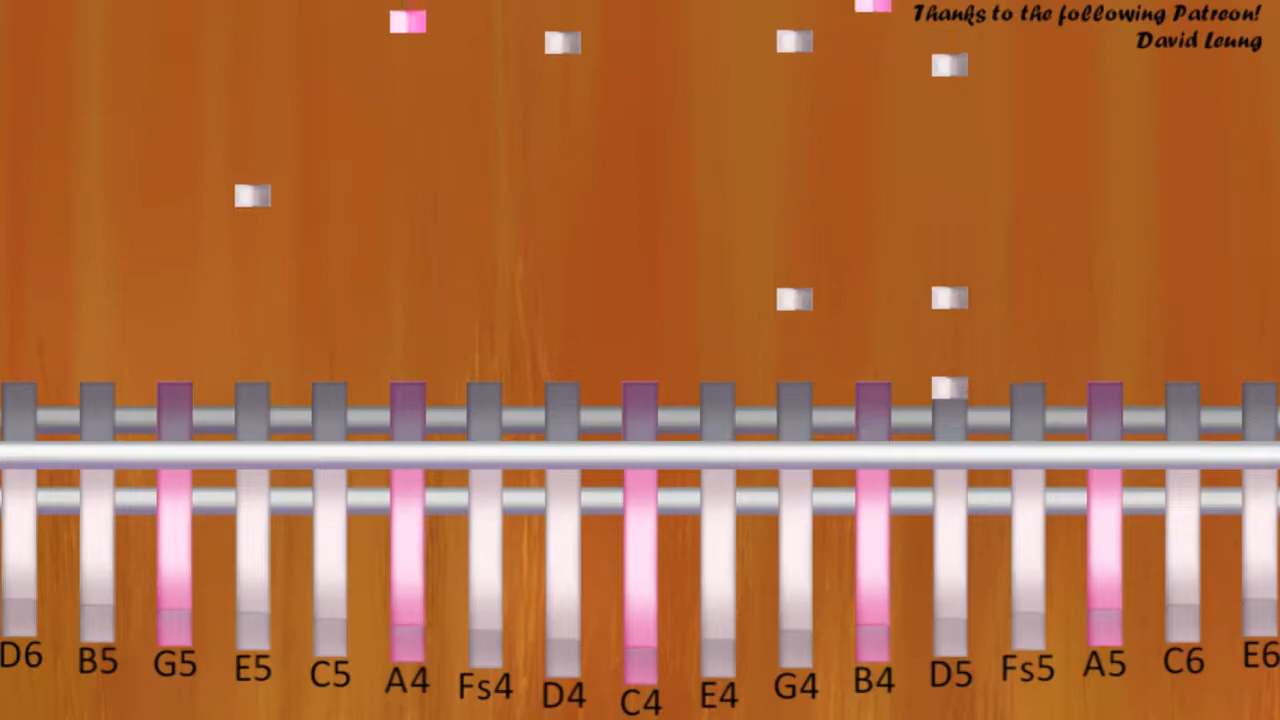 Thanks to the following Patreon!
David Leung
D6 B5 G5 E5 C5 A4 Fs4 D4 C4 E4 G4 B4 D5 Fs5 A5 C6 E6